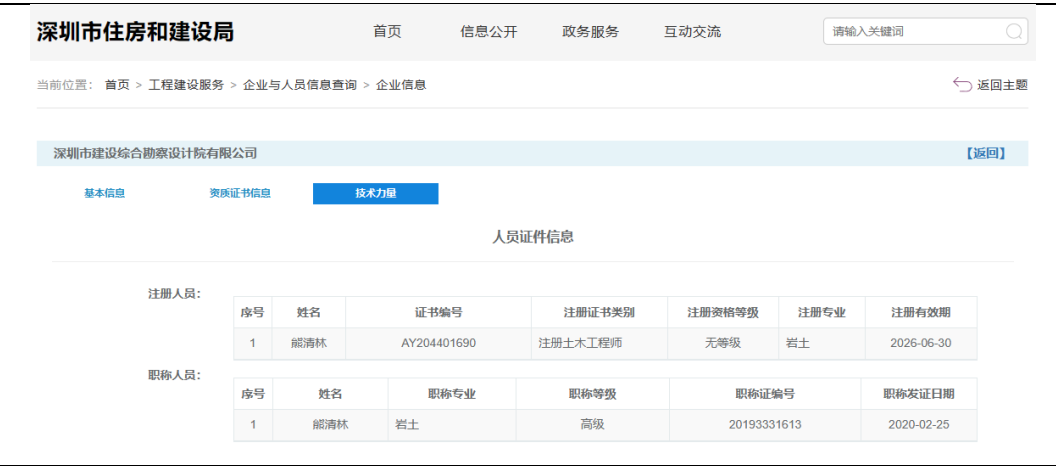 深圳市住房和建设局 首页 信息公开 政务服务 互动交流 请输入关键词
当前位置： 首页 > 工程建设服务 > 企业与人员信息查询 > 企业信息 返回主题
深圳市建设综合勘察设计院有限公司 【返回】
基本信息 资质证书信息 技术力量
人员证件信息
注册人员：
序号 姓名 证书编号 注册证书类别 注册资格等级 注册专业 注册有效期
1 熊清林 AY204401690 注册土木工程师 无等级 岩土 2026-06-30
职称人员：
序号 姓名 职称专业 职称等级 职称证编号 职称发证日期
1 熊清林 岩土 高级 20193331613 2020-02-25